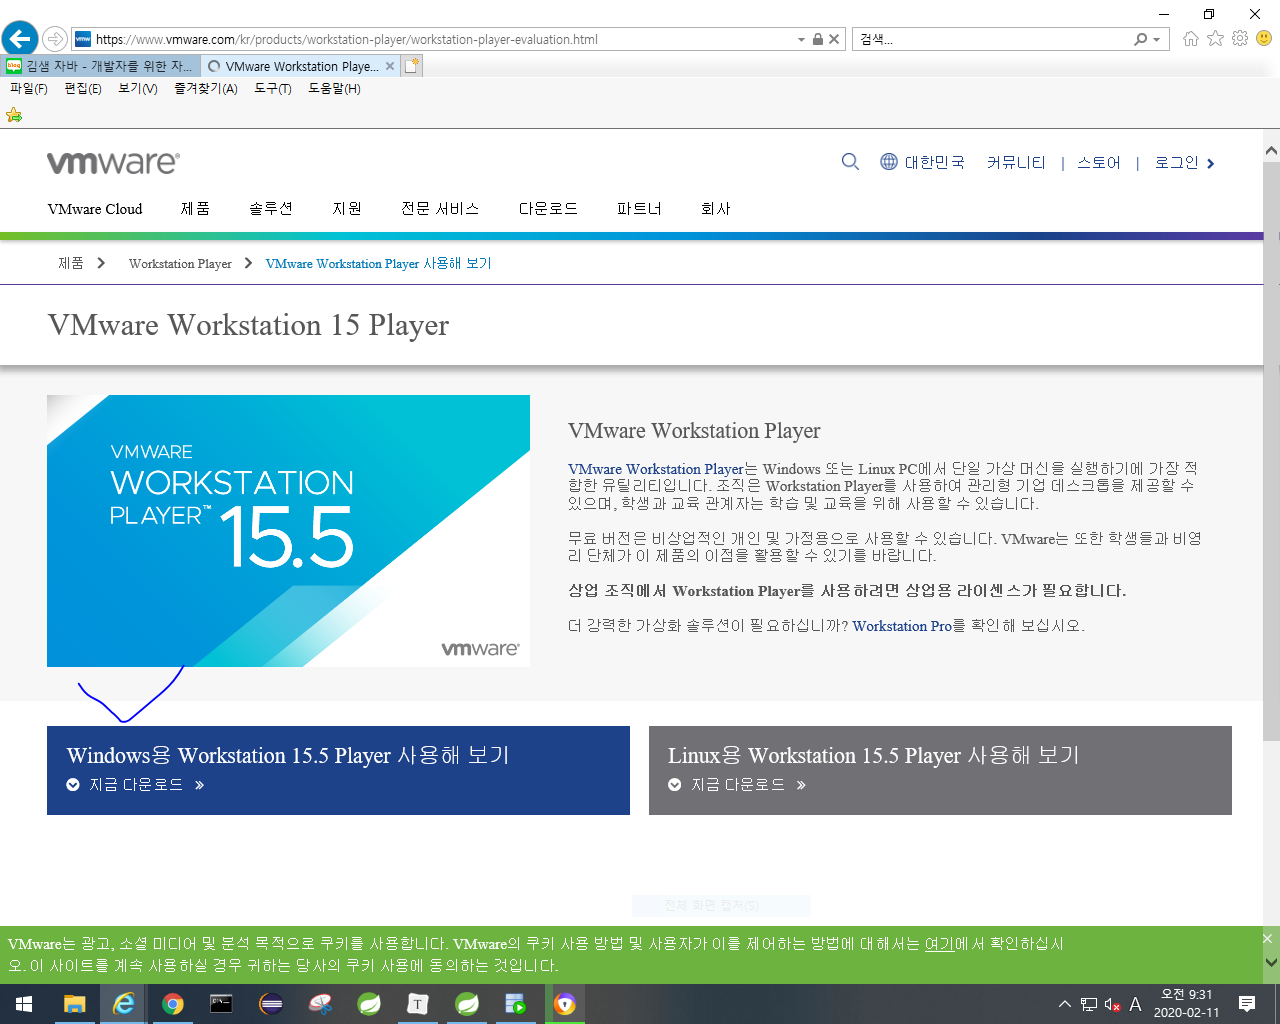 https://www.vmware.com/kr/products/workstation-player/workstation-player-evaluation.html
검색...
김샘 자바 - 개발자를 위한 자...
VMware Workstation Playe...
파일(F) 편집(E) 보기(V) 즐겨찾기(A) 도구(T) 도움말(H)
vmware®
대한민국 커뮤니티 | 스토어 | 로그인
VMware Cloud 제품 솔루션 지원 전문 서비스 다운로드 파트너 회사
제품 Workstation Player VMware Workstation Player 사용해 보기
VMware Workstation 15 Player
VMWARE
WORKSTATION
PLAYER™ 15.5
vmware®
VMware Workstation Player
VMware Workstation Player는 Windows 또는 Linux PC에서 단일 가상 머신을 실행하기에 가장 적
합한 유틸리티입니다. 조직은 Workstation Player를 사용하여 관리형 기업 데스크톱을 제공할 수
있으며, 학생과 교육 관계자는 학습 및 교육을 위해 사용할 수 있습니다.
무료 버전은 비상업적인 개인 및 가정용으로 사용할 수 있습니다. VMware는 또한 학생들과 비영
리 단체가 이 제품의 이점을 활용할 수 있기를 바랍니다.
상업 조직에서 Workstation Player를 사용하려면 상업용 라이센스가 필요합니다.
더 강력한 가상화 솔루션이 필요하십니까? Workstation Pro를 확인해 보십시오.
Windows용 Workstation 15.5 Player 사용해 보기
지금 다운로드 »
Linux용 Workstation 15.5 Player 사용해 보기
지금 다운로드 »
전체 화면 캡처(S)
VMware는 광고, 소셜 미디어 및 분석 목적으로 쿠키를 사용합니다. VMware의 쿠키 사용 방법 및 사용자가 이를 제어하는 방법에 대해서는 여기에서 확인하십시
오. 이 사이트를 계속 사용하실 경우 귀하는 당사의 쿠키 사용에 동의하는 것입니다.
A
오전 9:31
2020-02-11